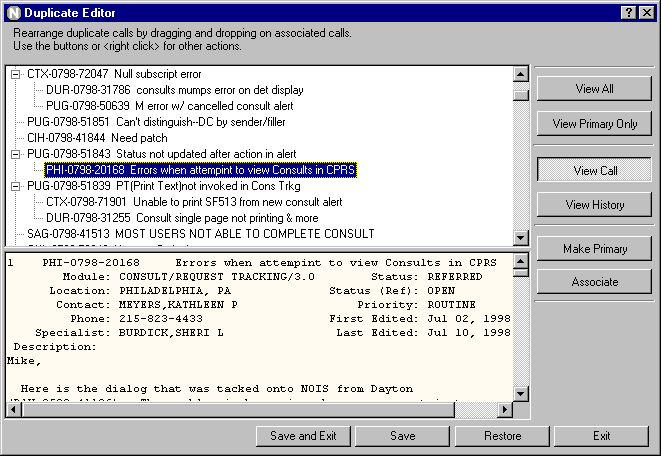 Duplicate Editor
Rearrange duplicate calls by dragging and dropping on associated calls.
Use the buttons or <right click> for other actions.
CTX-0798-72047 Null subscript error
DUR-0798-31786 consults mumps error on det display
PUG-0798-50639 M error w/ cancelled consult alert
PUG-0798-51851 Can't distinguish--DC by sender/filler
CIH-0798-41844 Need patch
PUG-0798-51843 Status not updated after action in alert
PHI-0798-20168 Errors when attempint to view Consults in CPRS
PUG-0798-51839 PT(Print Text)not invoked in Cons Trkg
CTX-0798-71901 Unable to print SF513 from new consult alert
DUR-0798-31255 Consult single page not printing & more
SAG-0798-41513 MOST USERS NOT ABLE TO COMPLETE CONSULT
View All
View Primary Only
View Call
View History
Make Primary
Associate
1 PHI-0798-20168 Errors when attempint to view Consults in CPRS
Module: CONSULT/REQUEST TRACKING/3.0 Status: REFERRED
Location: PHILADELPHIA, PA Status (Ref): OPEN
Contact: MEYERS,KATHLEEN P Priority: ROUTINE
Phone: 215-823-4433 First Edited: Jul 02, 1998
Specialist: BURDICK,SHERI L Last Edited: Jul 10, 1998
Description:
Mike,
Here is the dialog that was tacked onto NOIS from Dayton
Save and Exit
Save
Restore
Exit